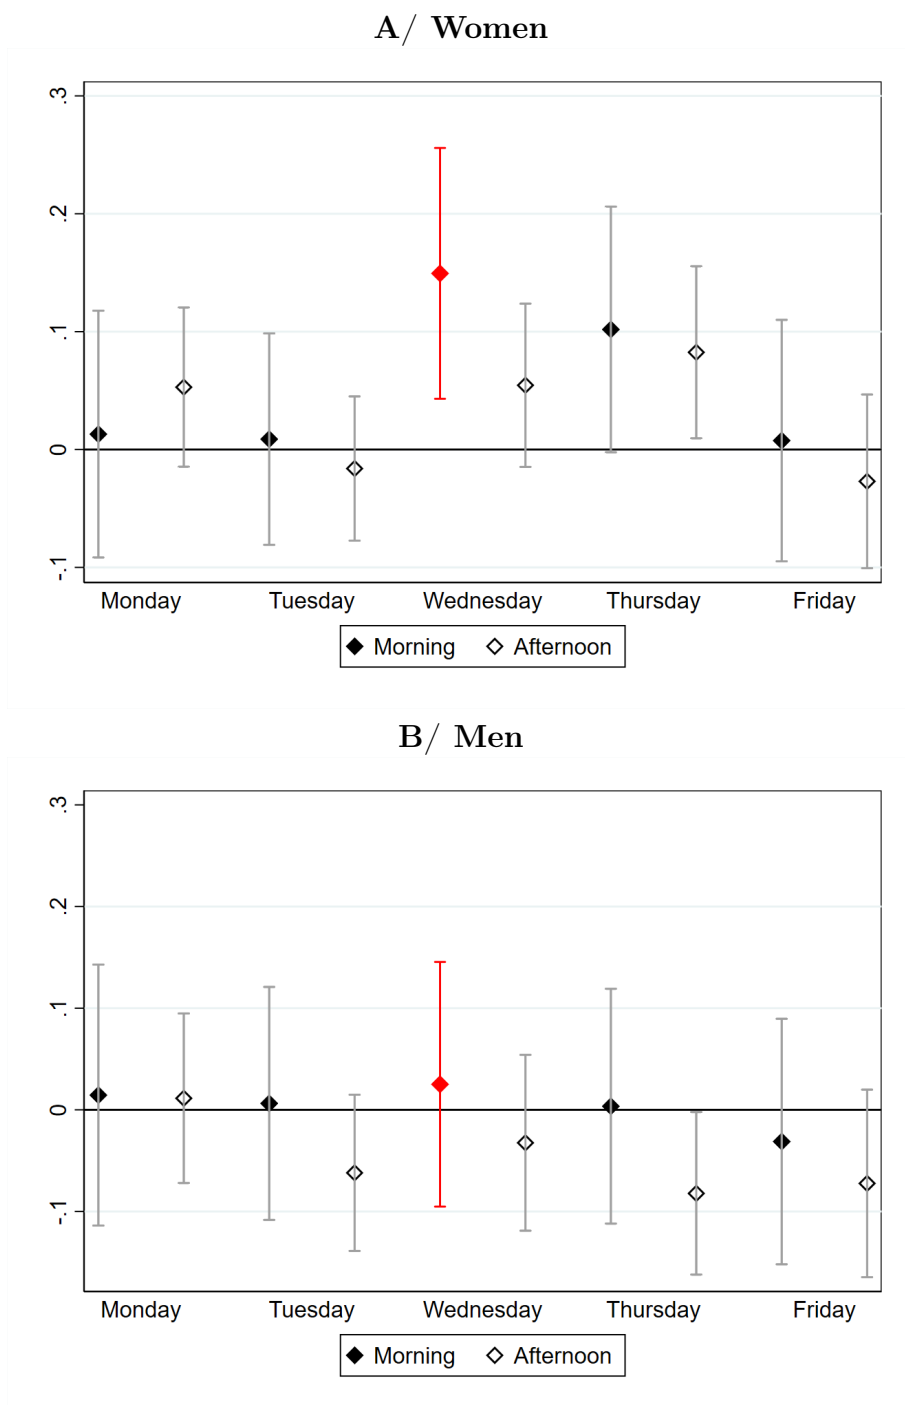 A/ Women
.3
.2
.1
0
-.1
Monday Tuesday Wednesday Thursday Friday
Morning Afternoon
B/ Men
.3
.2
.1
0
-.1
Monday Tuesday Wednesday Thursday Friday
Morning Afternoon